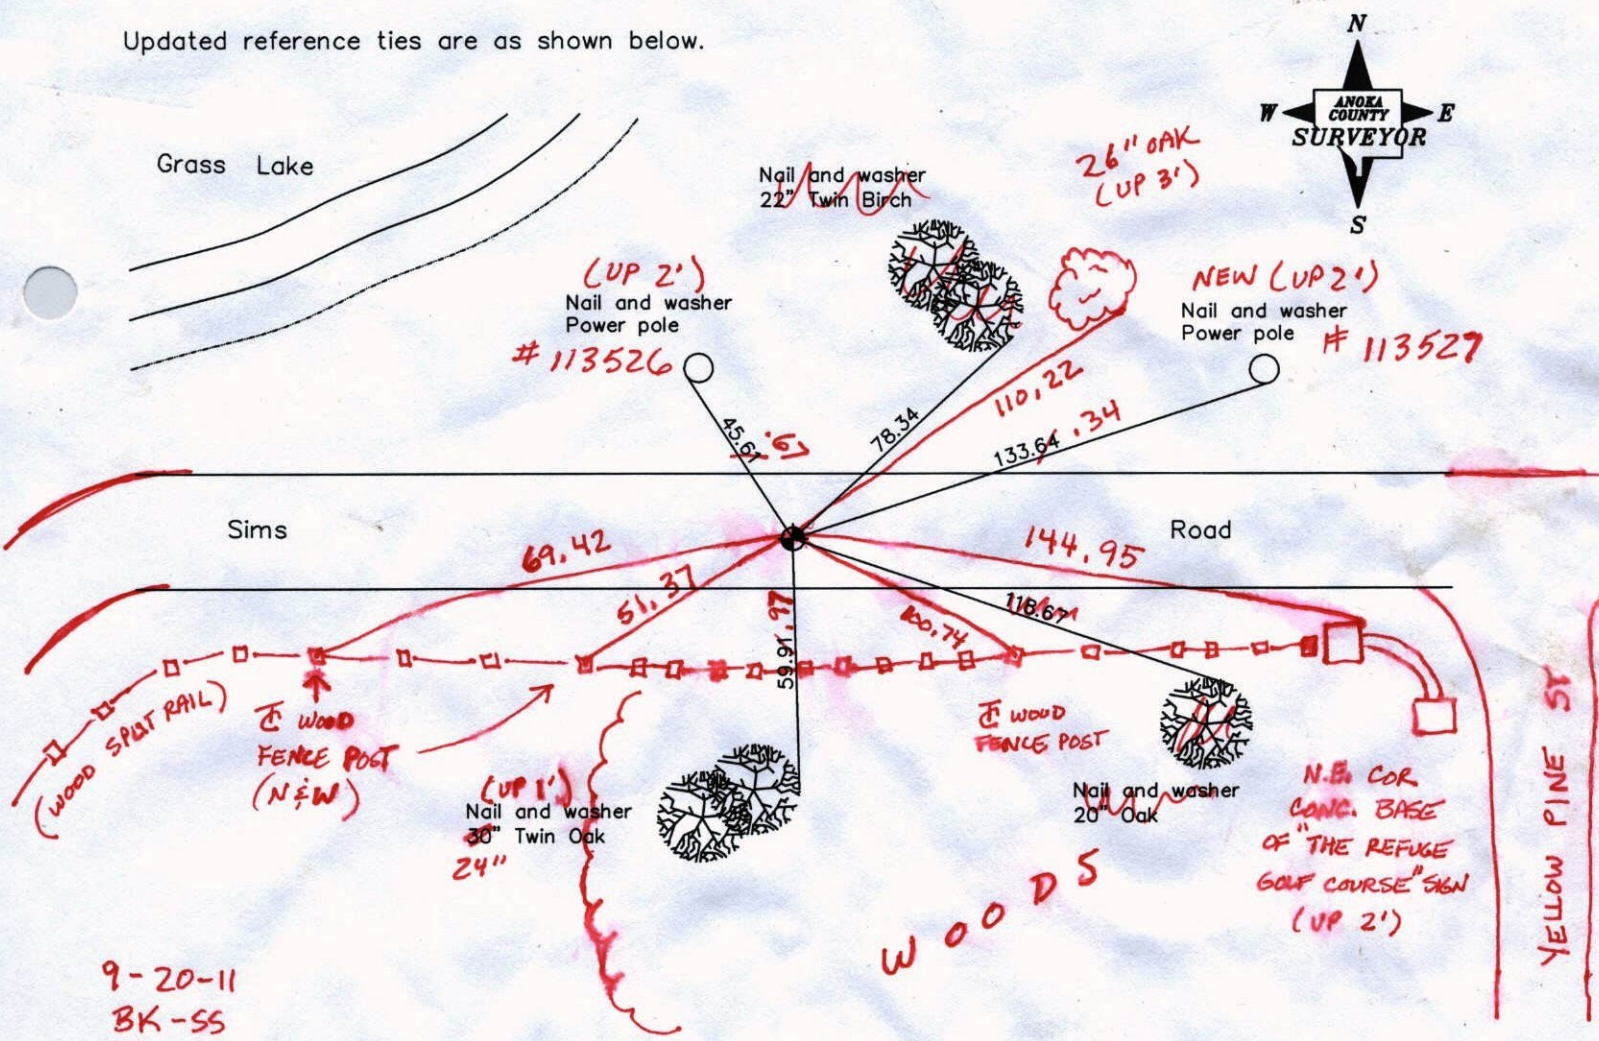 Updated reference ties are as shown below.
N
W
ANOKA
COUNTY
E
SURVEYOR
S
Grass Lake
Nail and washer
22" Twin Birch
26" OAK
(UP 3')
(UP 2')
Nail and washer
Power pole
# 113526
NEW (UP 2')
Nail and washer
Power pole
# 113527
45.61
.61
78.34
110.22
133.64
.34
Sims
Road
69.42
51.37
144.95
59.91
.97
100.74
118.67
(WOOD SPLIT RAIL)
WOOD
FENCE POST
(N & W)
WOOD
FENCE POST
(UP 1')
Nail and washer
30" Twin Oak
24"
Nail and washer
20" Oak
N.E. COR
CONC. BASE
OF "THE REFUGE
GOLF COURSE" SIGN
(UP 2')
YELLOW PINE ST
WOODS
9-20-11
BK-SS